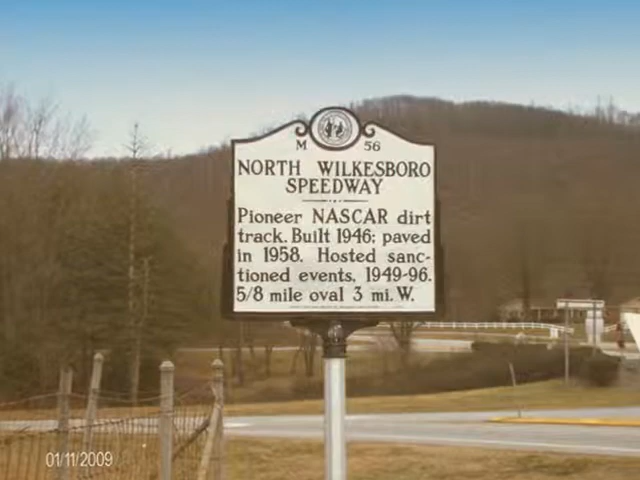 M 56
NORTH WILKESBORO
SPEEDWAY
Pioneer NASCAR dirt
track. Built 1946; paved
in 1958. Hosted sanc-
tioned events, 1949-96.
5/8 mile oval 3 mi. W.
01/11/2009